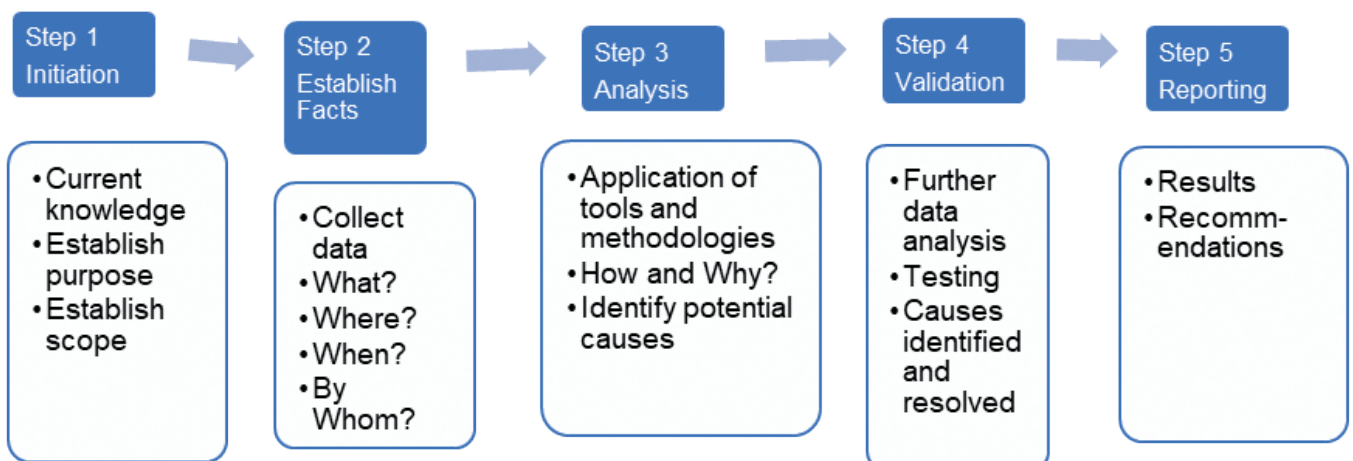 Step 1
Initiation
• Current
knowledge
• Establish
purpose
• Establish
scope
Step 2
Establish
Facts
• Collect
data
• What?
• Where?
• When?
• By
Whom?
Step 3
Analysis
• Application of
tools and
methodologies
• How and Why?
• Identify potential
causes
Step 4
Validation
• Further
data
analysis
• Testing
• Causes
identified
and
resolved
Step 5
Reporting
• Results
• Recomm-
endations